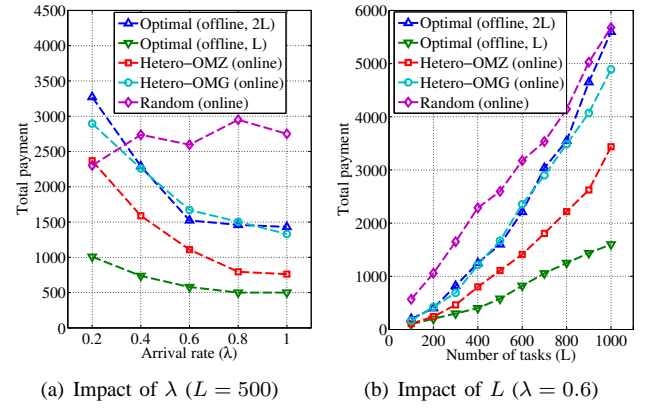 4500
4000
3500
3000
2500
2000
1500
1000
500
0
Total payment
Optimal (offline, 2L)
Optimal (offline, L)
Hetero−OMZ (online)
Hetero−OMG (online)
Random (online)
0.2 0.4 0.6 0.8 1
Arrival rate (λ)
(a) Impact of λ (L = 500)
6000
5000
4000
3000
2000
1000
0
Total payment
Optimal (offline, 2L)
Optimal (offline, L)
Hetero−OMZ (online)
Hetero−OMG (online)
Random (online)
0 200 400 600 800 1000
Number of tasks (L)
(b) Impact of L (λ = 0.6)